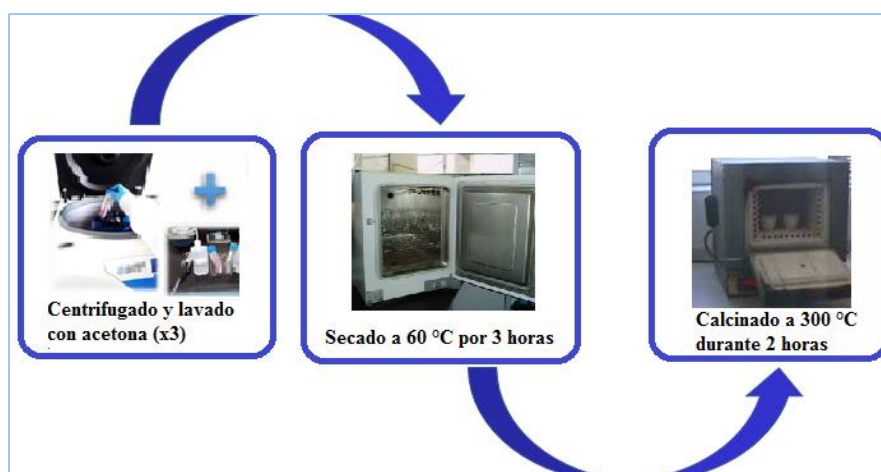 Centrifugado y lavado
con acetona (x3)
Secado a 60 °C por 3 horas
Calcinado a 300 °C
durante 2 horas